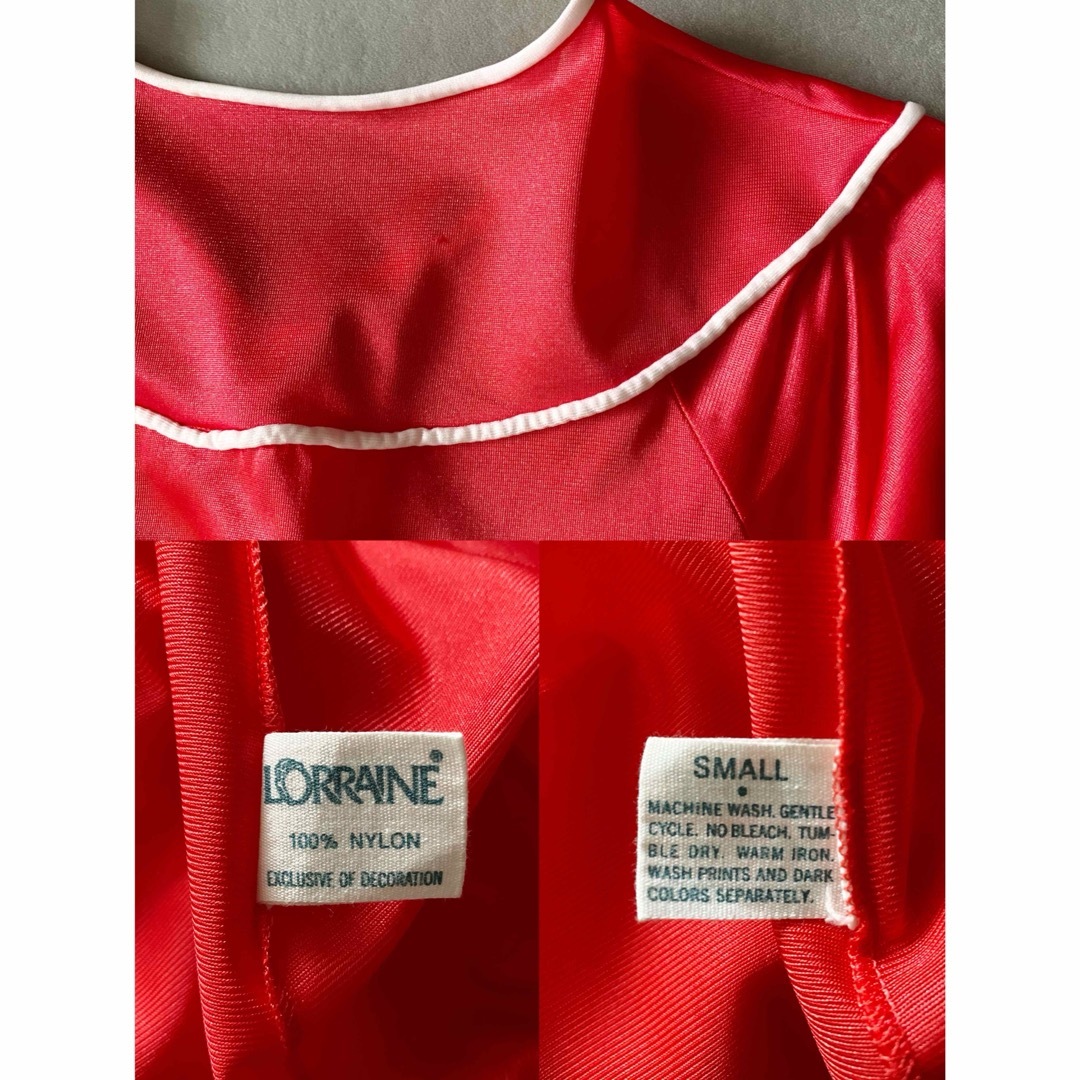 LORRAINE®
100% NYLON
EXCLUSIVE OF DECORATION
SMALL
•
MACHINE WASH. GENTLE
CYCLE. NO BLEACH. TUM-
BLE DRY. WARM IRON.
WASH PRINTS AND DARK
COLORS SEPARATELY.